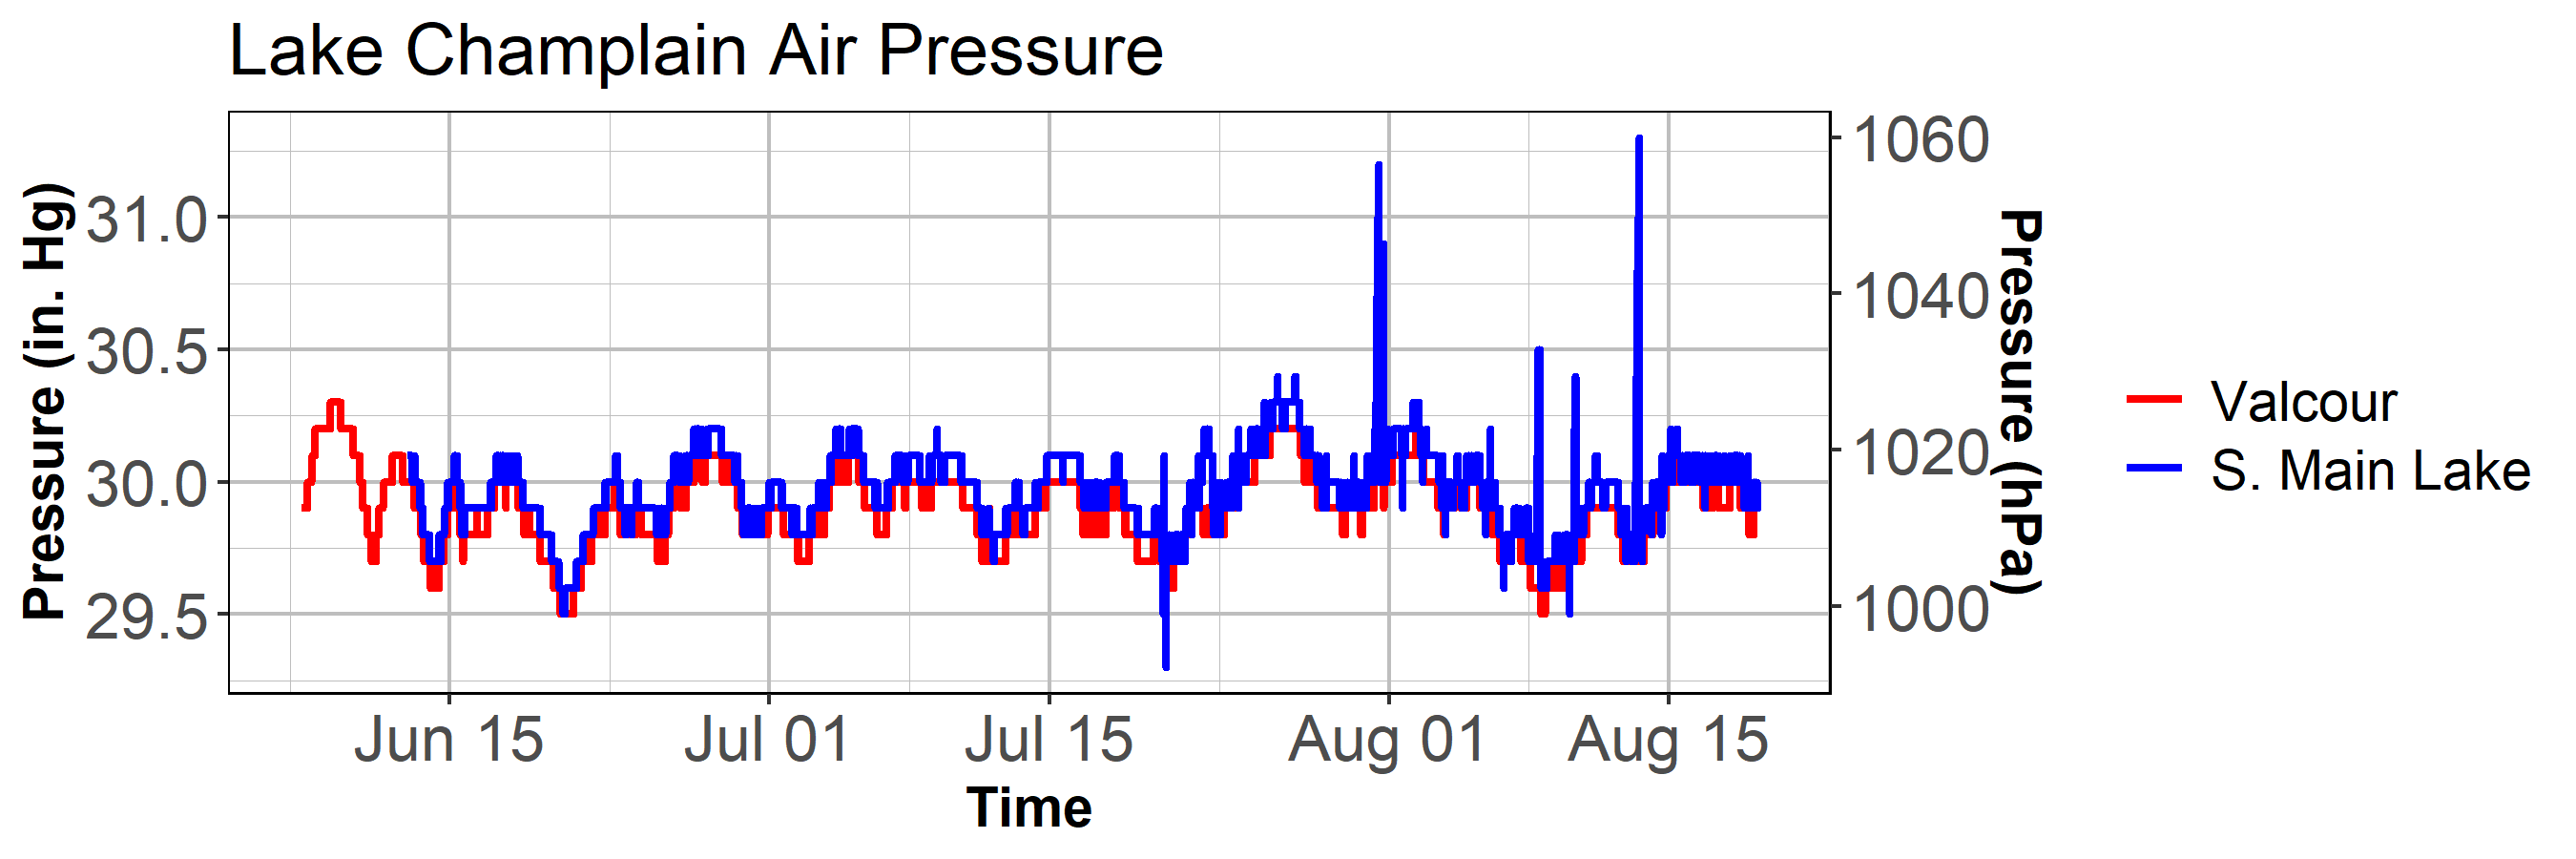 Lake Champlain Air Pressure
Pressure (in. Hg)
31.0
30.5
30.0
29.5
1060
1040
1020
1000
Pressure (hPa)
Jun 15
Jul 01
Jul 15
Aug 01
Aug 15
Time
Valcour
S. Main Lake